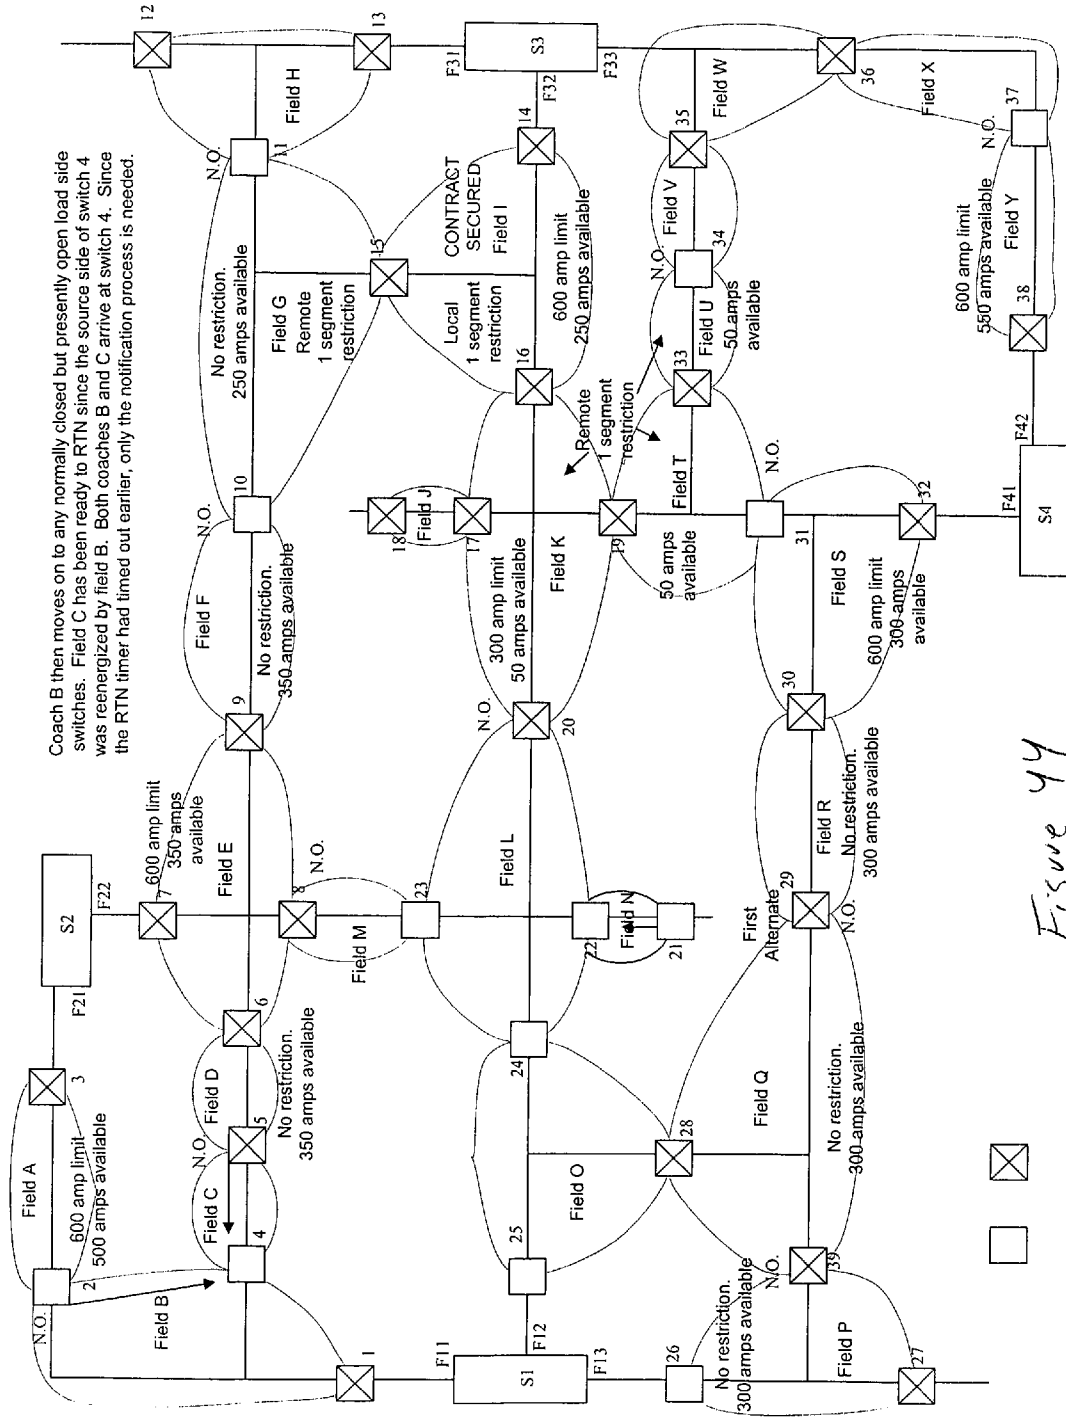 Coach B then moves on to any normally closed but presently open load side
switches. Field C has been ready to RTN since the source side of switch 4
was reenergized by field B. Both coaches B and C arrive at switch 4. Since
the RTN timer had timed out earlier, only the notification process is needed.
N.O.
2
Field A
600 amp limit
500 amps available
3
F21
S2
F22
Field B
1
F11
S1
F12
F13
4
Field C
N.O.
5
Field D
No restriction.
350 amps available
6
7
600 amp limit
350 amps
available
Field E
8
N.O.
Field M
23
9
Field F
No restriction.
350 amps available
N.O.
10
No restriction.
250 amps available
Field G
Remote
1 segment
restriction
N.O.
11
Field H
12
13
F31
S3
F32
F33
14
15
CONTRACT
SECURED
Field I
Local
1 segment
restriction
600 amp limit
250 amps available
16
17
18
Field J
Remote
1 segment
restriction
300 amp limit
50 amps available
Field K
19
N.O.
20
Field L
22
Field N
21
24
25
Field O
28
Field Q
26
No restriction.
300 amps available
N.O.
39
Field P
27
No restriction.
300 amps available
First
Alternate
29
N.O.
Field R
No restriction.
300 amps available
30
Field S
600 amp limit
300 amps
available
31
32
N.O.
50 amps
available
Field T
33
Field U
50 amps
available
N.O.
34
Field V
35
Field W
36
Field X
N.O.
37
Field Y
600 amp limit
550 amps available
38
F42
F41
S4
Figure 44